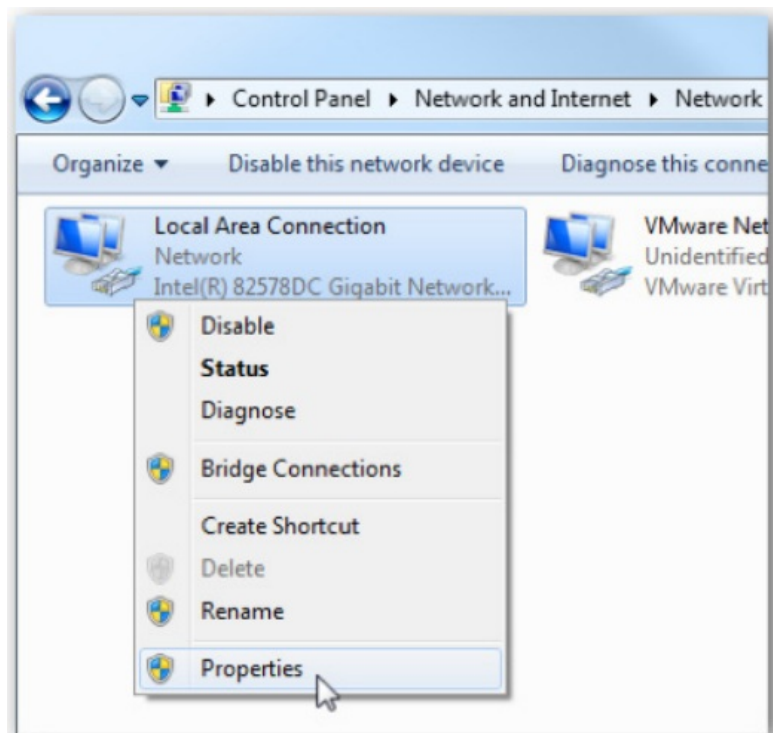 Control Panel Network and Internet Network
Organize Disable this network device Diagnose this conne
Local Area Connection
Network
Intel(R) 82578DC Gigabit Network...
VMware Net
Unidentified
VMware Virt
Disable
Status
Diagnose
Bridge Connections
Create Shortcut
Delete
Rename
Properties